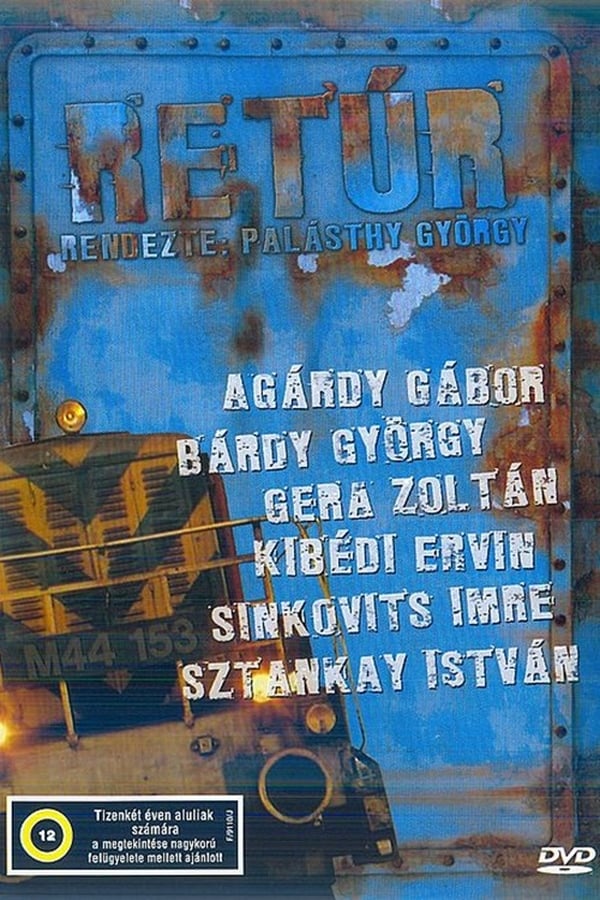 RETÚR
RENDEZTE: PALÁSTHY GYÖRGY
AGÁRDY GÁBOR
BÁRDY GYÖRGY
GERA ZOLTÁN
KIBÉDI ERVIN
SINKOVITS IMRE
SZTANKAY ISTVÁN
M44 153
12
Tizenkét éven aluliak
számára
a megtekintése nagykorú
felügyelete mellett ajánlott
F/9110/J
DVD